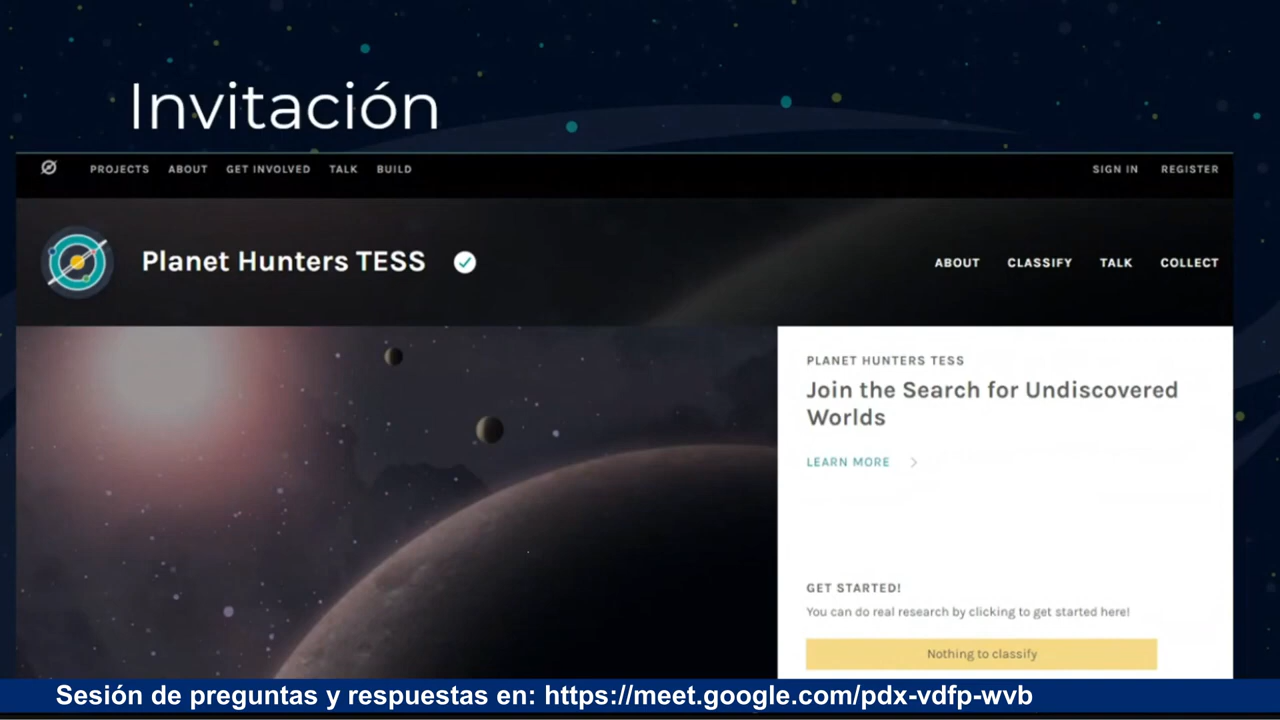 Invitación
PROJECTS ABOUT GET INVOLVED TALK BUILD SIGN IN REGISTER
Planet Hunters TESS ABOUT CLASSIFY TALK COLLECT
PLANET HUNTERS TESS
Join the Search for Undiscovered
Worlds
LEARN MORE
GET STARTED!
You can do real research by clicking to get started here!
Nothing to classify
Sesión de preguntas y respuestas en: https://meet.google.com/pdx-vdfp-wvb